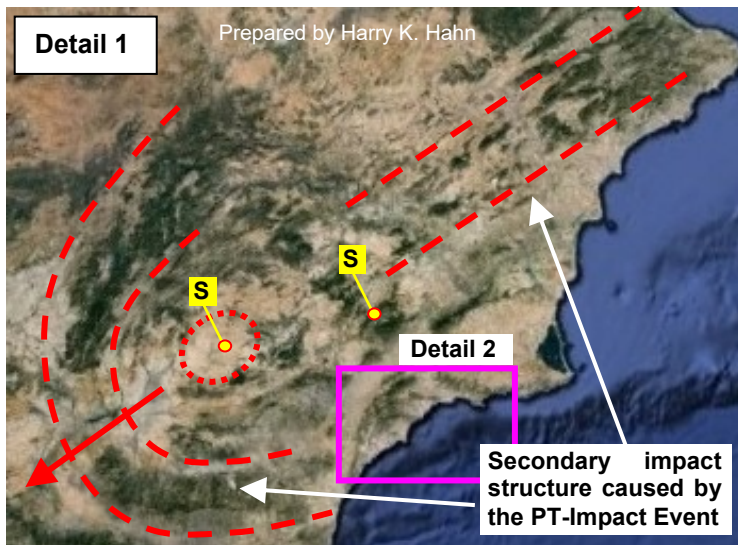 Detail 1
Prepared by Harry K. Hahn
S
S
Detail 2
Secondary impact
structure caused by
the PT-Impact Event